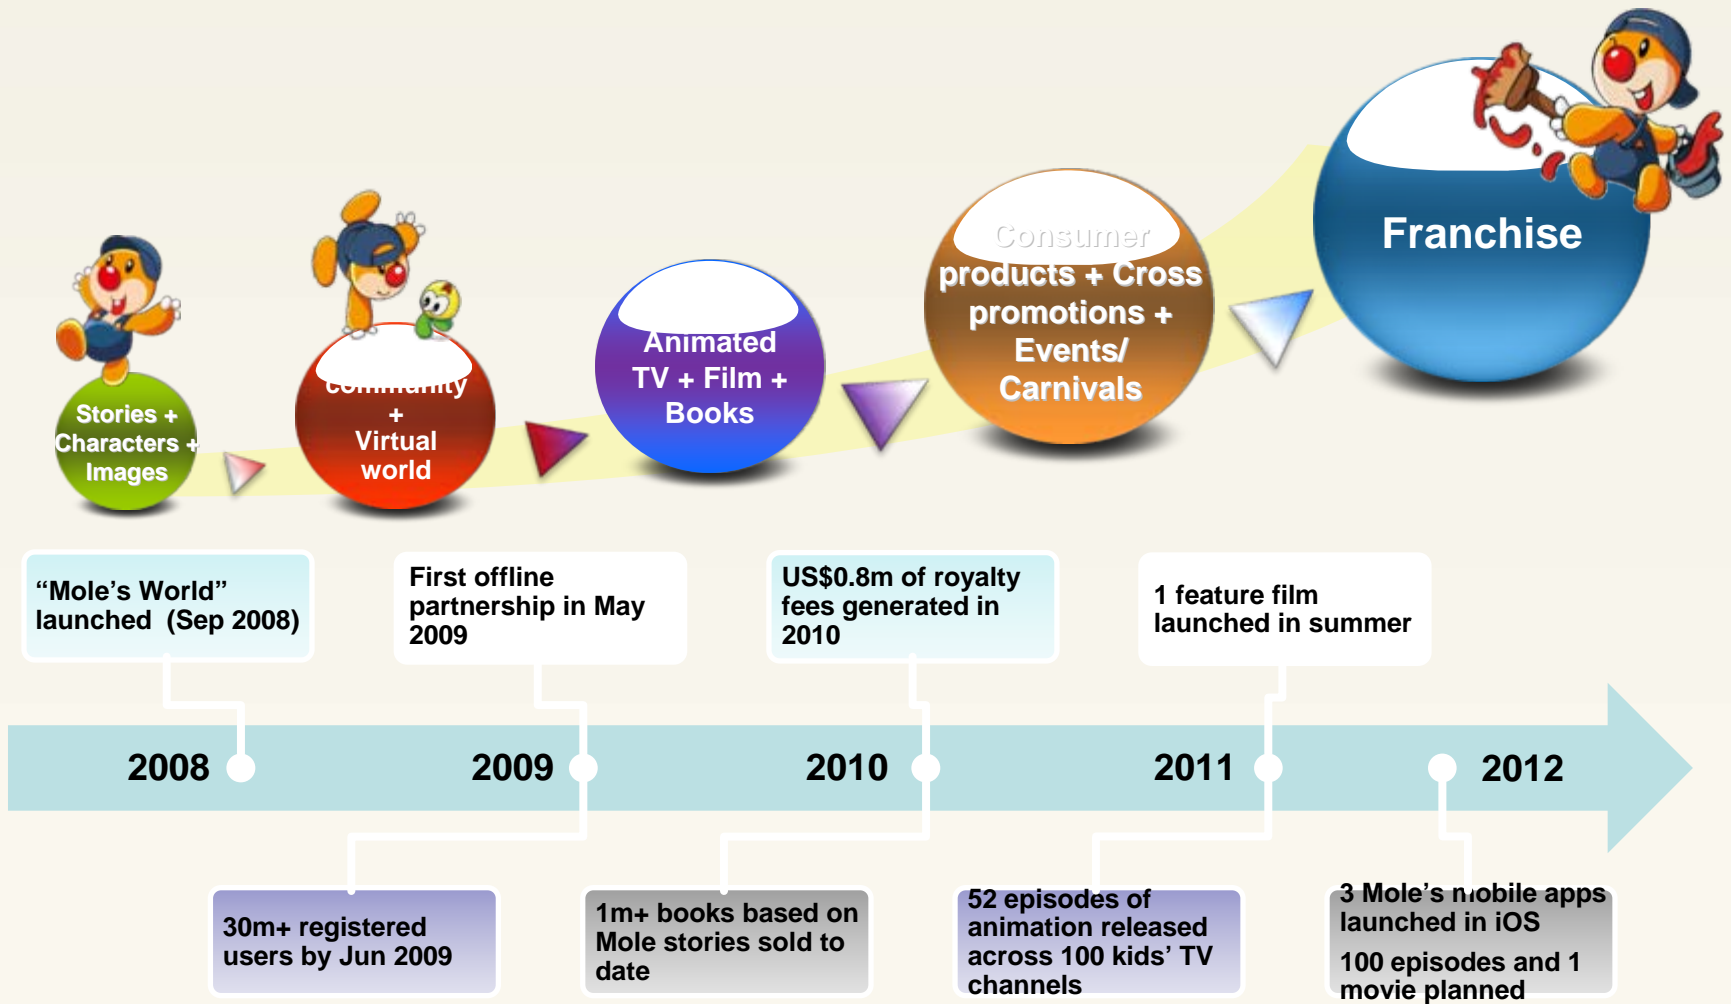 Stories +
Characters +
Images
community
+
Virtual
world
Animated
TV + Film +
Books
Consumer
products + Cross
promotions +
Events/
Carnivals
Franchise
“Mole’s World”
launched (Sep 2008)
First offline
partnership in May
2009
US$0.8m of royalty
fees generated in
2010
1 feature film
launched in summer
2008
2009
2010
2011
2012
30m+ registered
users by Jun 2009
1m+ books based on
Mole stories sold to
date
52 episodes of
animation released
across 100 kids’ TV
channels
3 Mole’s mobile apps
launched in iOS
100 episodes and 1
movie planned